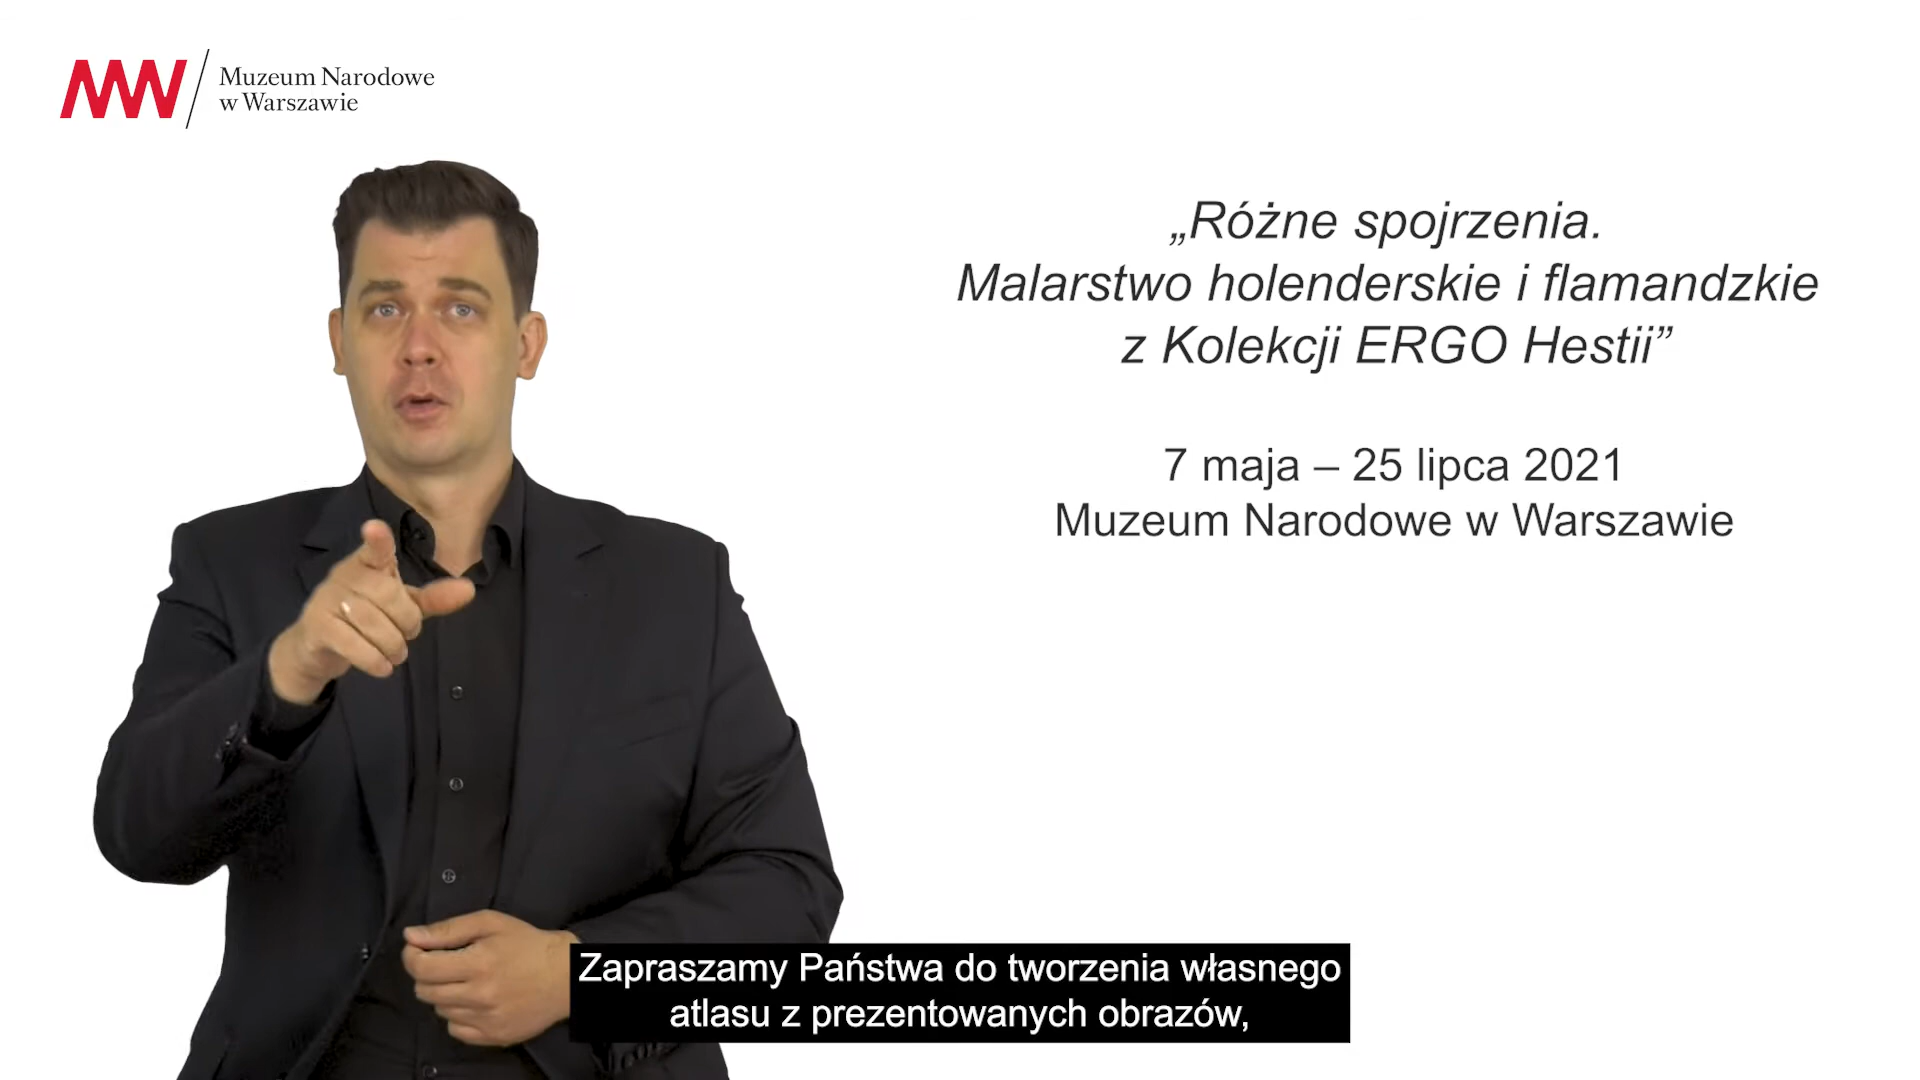 MW
Muzeum Narodowe
w Warszawie
„Różne spojrzenia.
Malarstwo holenderskie i flamandzkie
z Kolekcji ERGO Hestii”
7 maja – 25 lipca 2021
Muzeum Narodowe w Warszawie
Zapraszamy Państwa do tworzenia własnego
atlasu z prezentowanych obrazów,